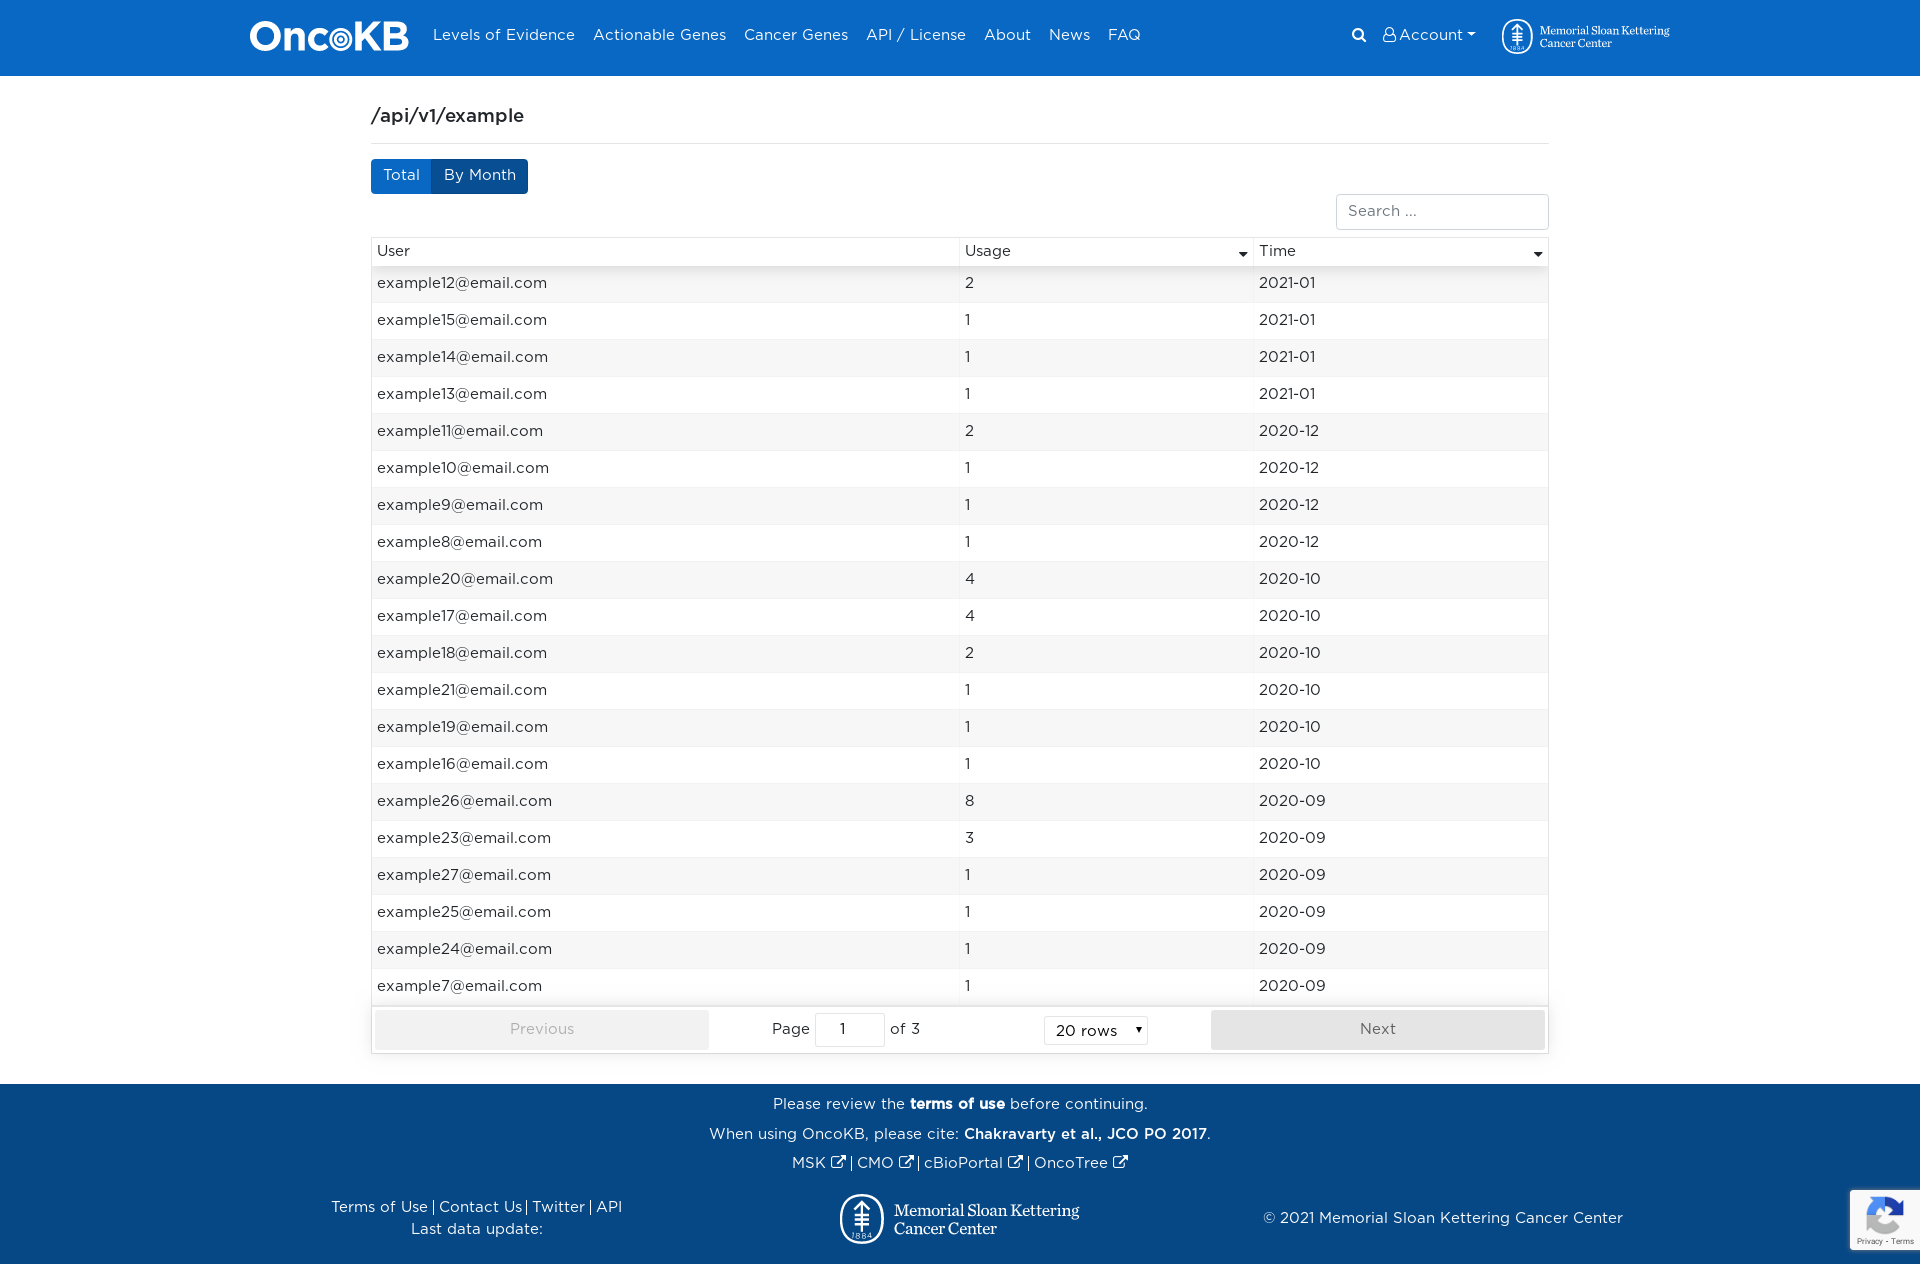 OncoKB Levels of Evidence Actionable Genes Cancer Genes API / License About News FAQ Account Memorial Sloan Kettering
Cancer Center
1884
/api/v1/example
Total By Month
Search ...
User Usage Time
example12@email.com 2 2021-01
example15@email.com 1 2021-01
example14@email.com 1 2021-01
example13@email.com 1 2021-01
example11@email.com 2 2020-12
example10@email.com 1 2020-12
example9@email.com 1 2020-12
example8@email.com 1 2020-12
example20@email.com 4 2020-10
example17@email.com 4 2020-10
example18@email.com 2 2020-10
example21@email.com 1 2020-10
example19@email.com 1 2020-10
example16@email.com 1 2020-10
example26@email.com 8 2020-09
example23@email.com 3 2020-09
example27@email.com 1 2020-09
example25@email.com 1 2020-09
example24@email.com 1 2020-09
example7@email.com 1 2020-09
Previous Page 1 of 3 20 rows Next
Please review the terms of use before continuing.
When using OncoKB, please cite: Chakravarty et al., JCO PO 2017.
MSK | CMO | cBioPortal | OncoTree
Terms of Use | Contact Us | Twitter | API
Last data update:
Memorial Sloan Kettering
Cancer Center
1884
© 2021 Memorial Sloan Kettering Cancer Center
Privacy - Terms